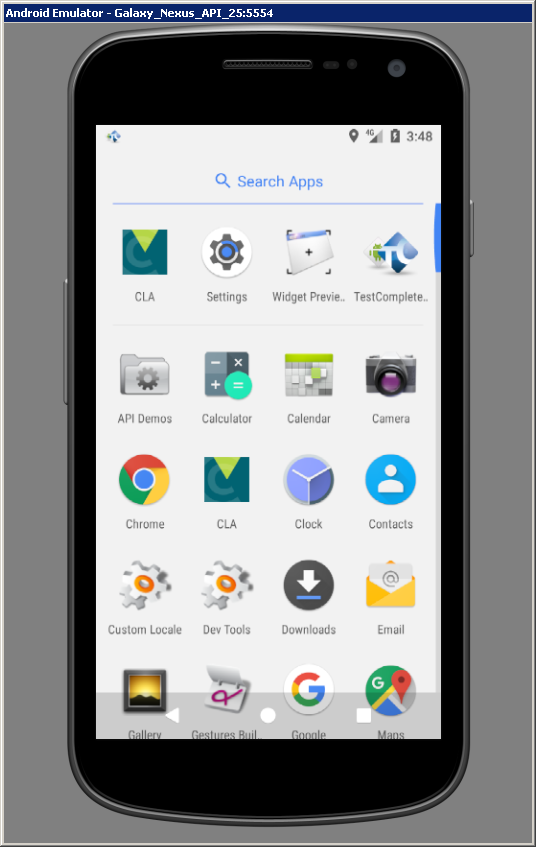 Android Emulator - Galaxy_Nexus_API_25:5554
4G 3:48
Search Apps
CLA Settings Widget Previe.. TestComplete..
API Demos Calculator Calendar Camera
Chrome CLA Clock Contacts
Custom Locale Dev Tools Downloads Email
Gallery Gestures Buil.. Google Maps